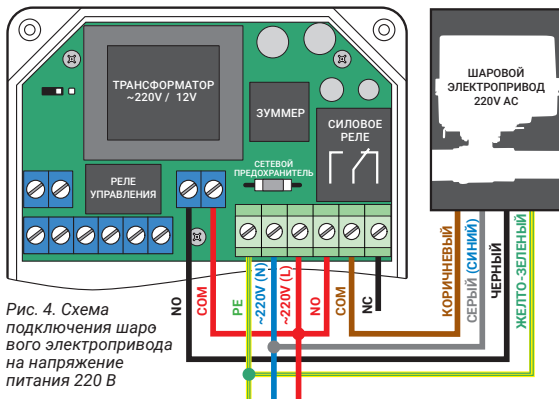 ТРАНСФОРМАТОР
~220V / 12V
ЗУММЕР
СИЛОВОЕ
РЕЛЕ
СЕТЕВОЙ
ПРЕДОХРАНИТЕЛЬ
РЕЛЕ
УПРАВЛЕНИЯ
ШАРОВОЙ
ЭЛЕКТРОПРИВОД
220V AC
NO
COM
PE
~220V (N)
~220V (L)
NO
COM
NC
КОРИЧНЕВЫЙ
СЕРЫЙ (СИНИЙ)
ЧЕРНЫЙ
ЖЕЛТО-ЗЕЛЕНЫЙ
Рис. 4. Схема
подключения шаро
вого электропривода
на напряжение
питания 220 В